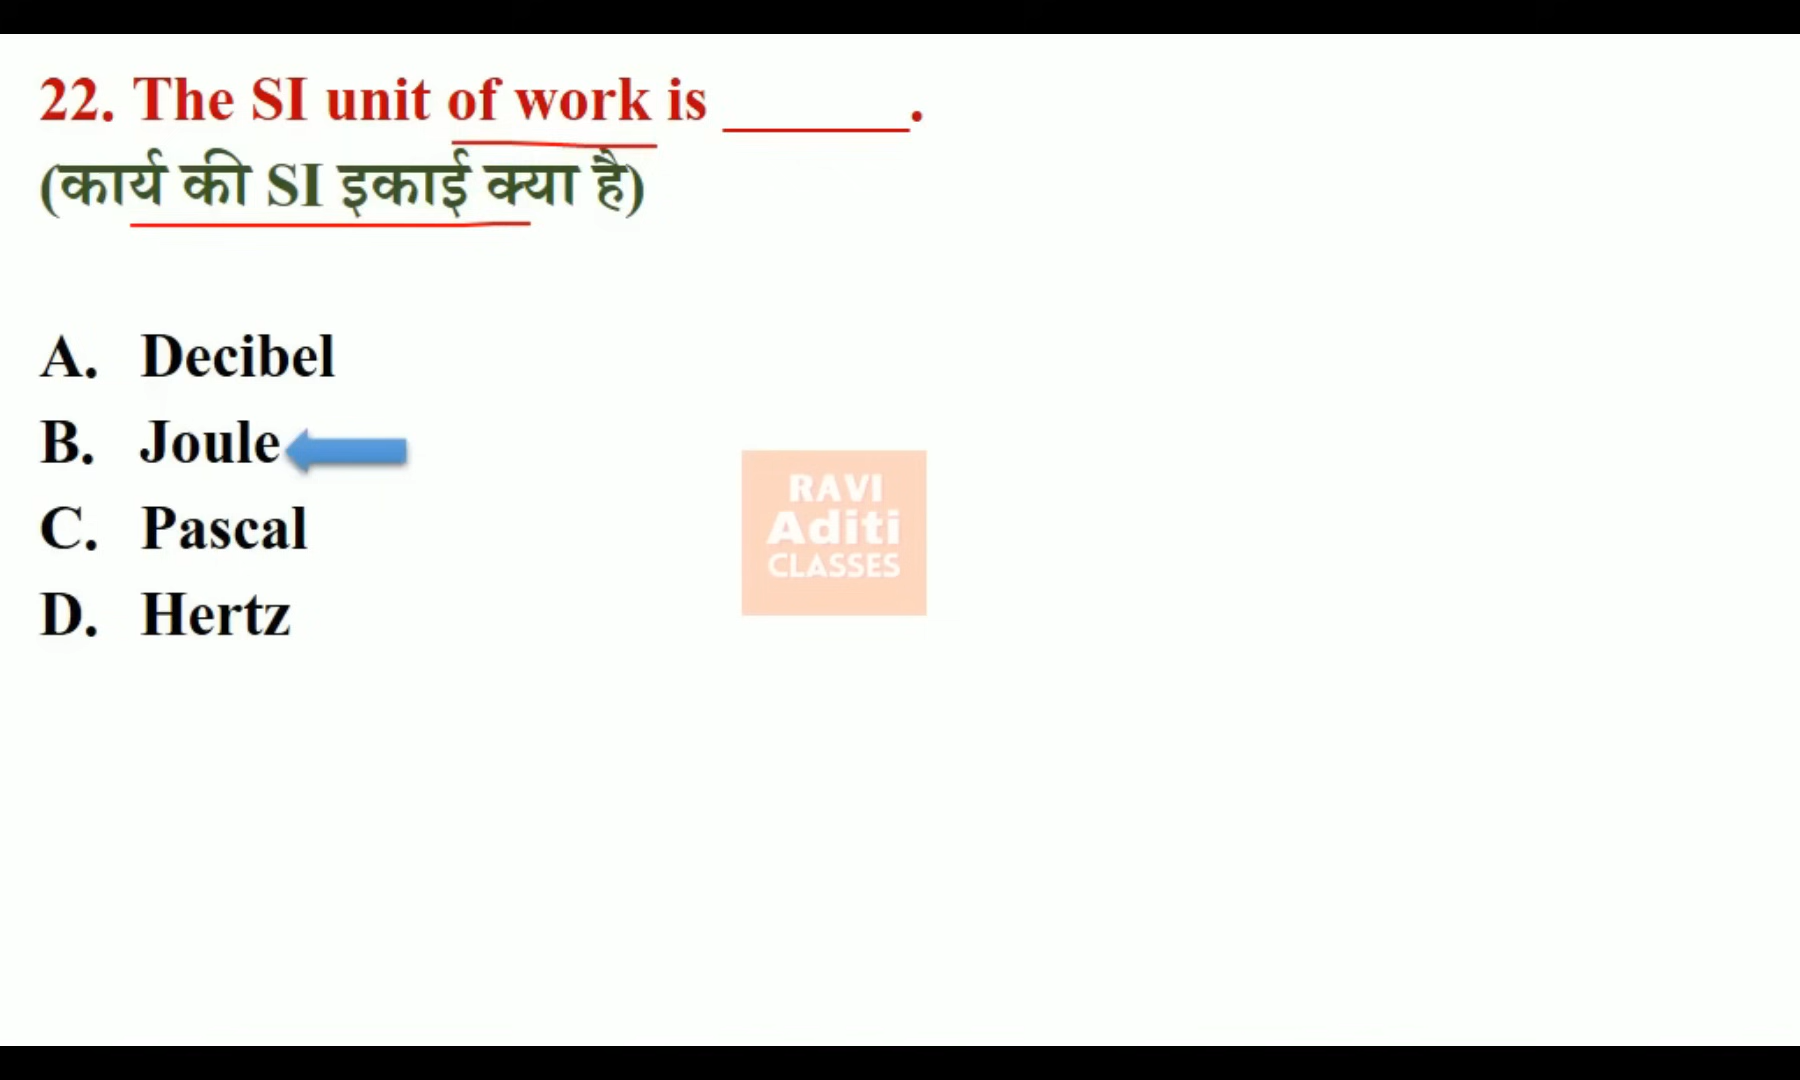 22. The SI unit of work is ______.
(कार्य की SI इकाई क्या है)
A. Decibel
B. Joule
C. Pascal
D. Hertz
RAVI
Aditi
CLASSES